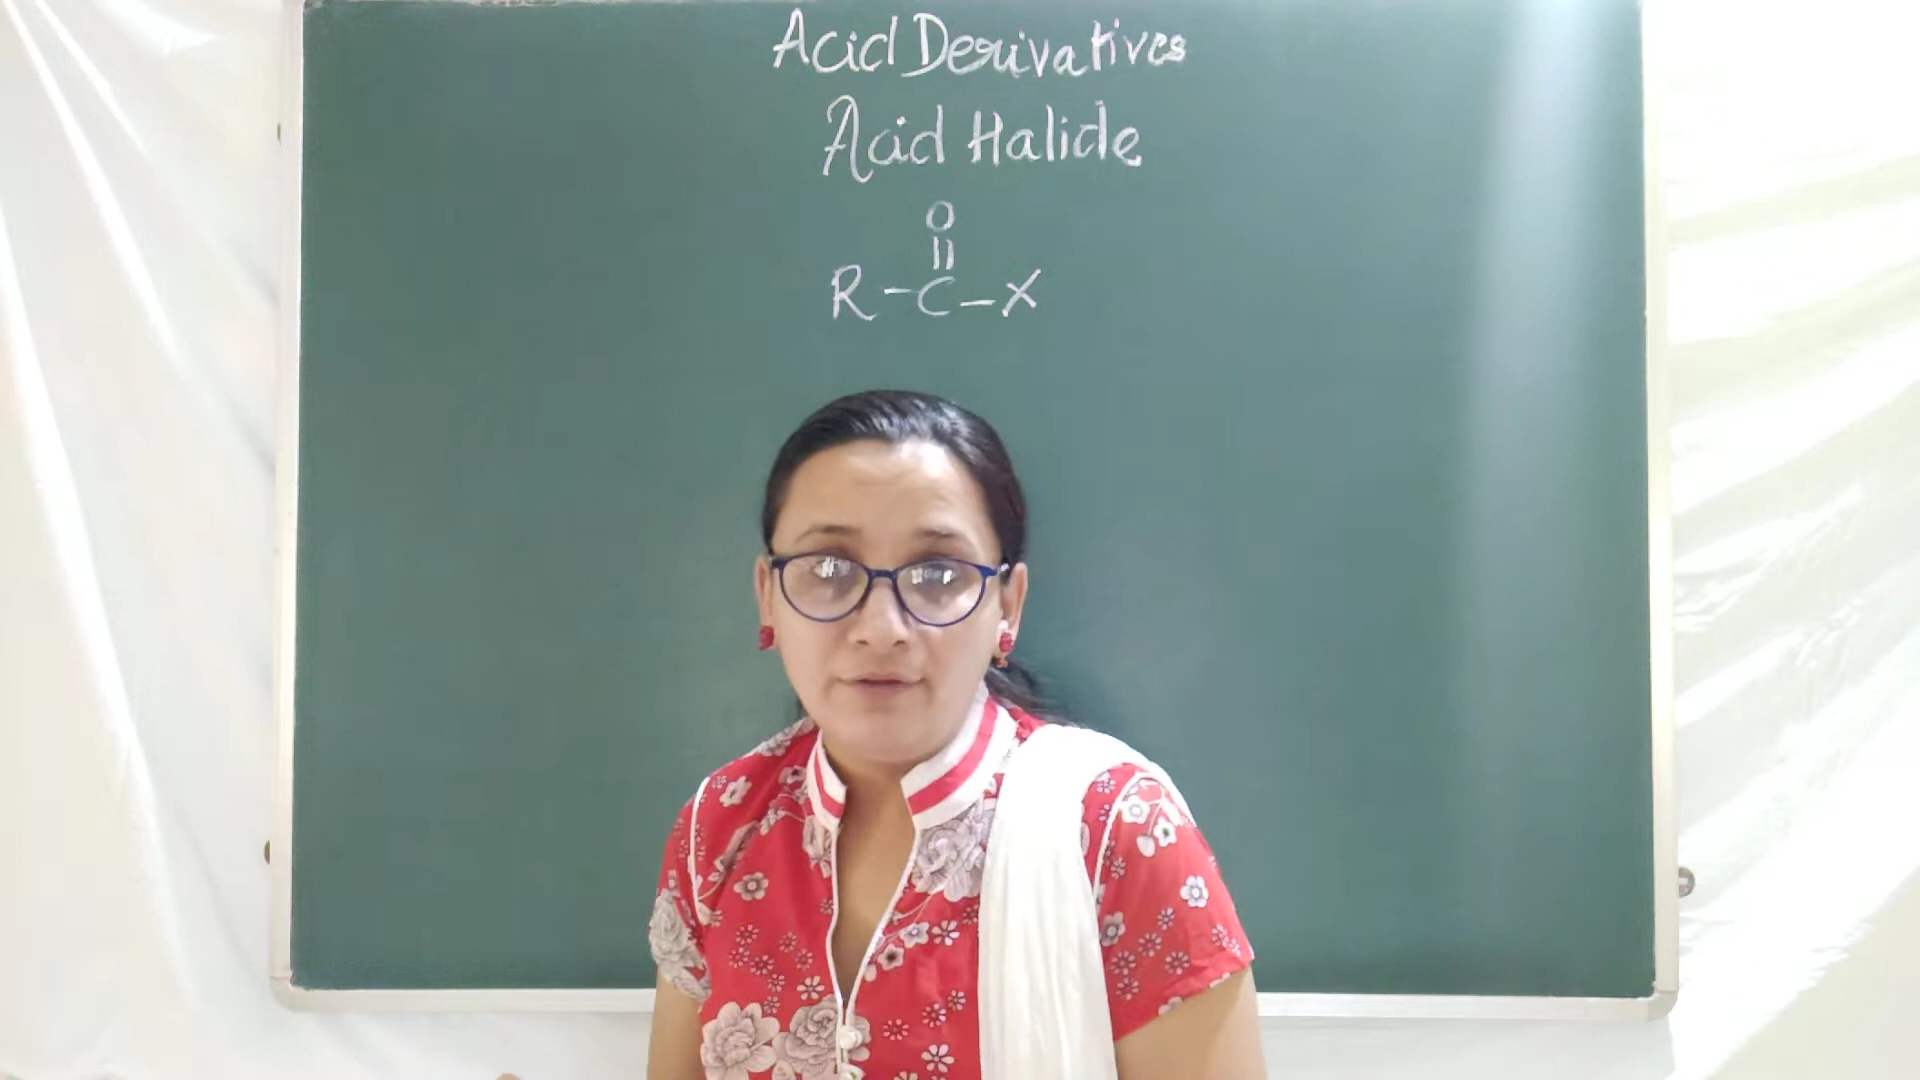 Acid Derivatives
Acid Halide
O
||
R - C - X